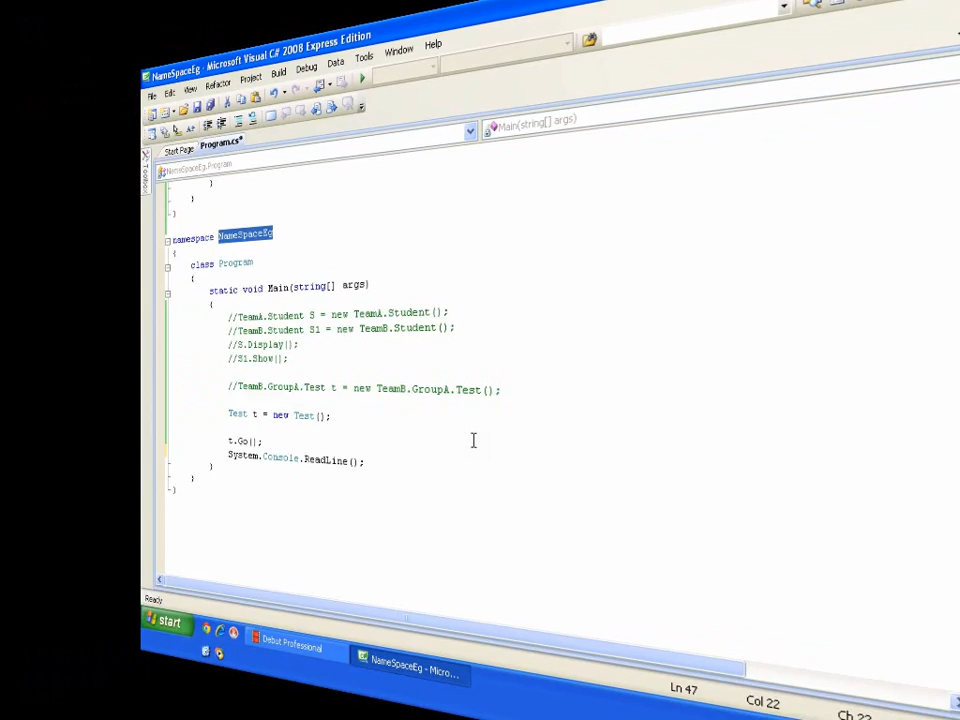 NameSpaceEg - Microsoft Visual C# 2008 Express Edition
File Edit View Refactor Project Build Debug Data Tools Window Help
Start Page Program.cs*
Toolbox
NameSpaceEg.Program
Main(string[] args)
}
}
}
namespace NameSpaceEg
{
class Program
{
static void Main(string[] args)
{
//TeamA.Student S = new TeamA.Student();
//TeamB.Student S1 = new TeamB.Student();
//S.Display();
//S1.Show();
//TeamB.GroupA.Test t = new TeamB.GroupA.Test();
Test t = new Test();
t.Go();
System.Console.ReadLine();
}
}
}
Ready
Ln 47 Col 22 Ch 22
start Debut Professional NameSpaceEg - Micro...